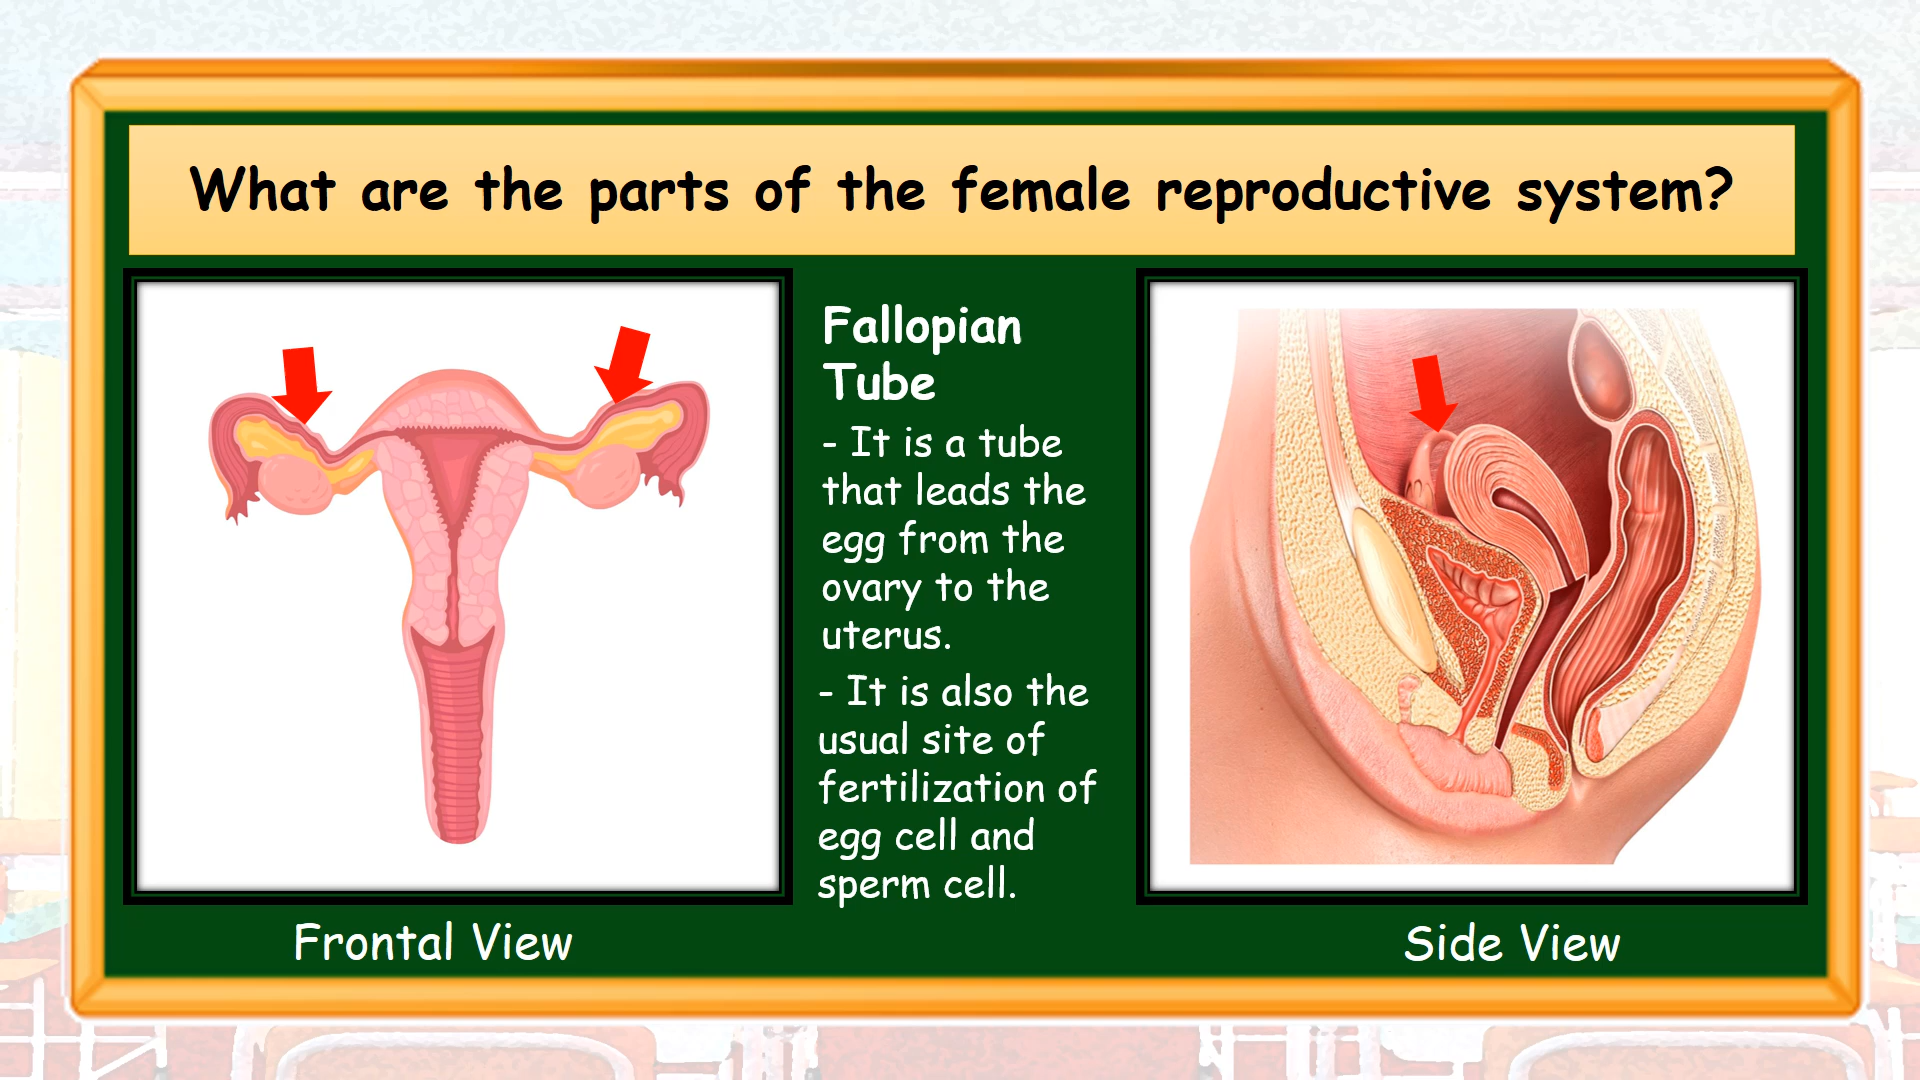 What are the parts of the female reproductive system?
Fallopian
Tube
- It is a tube
that leads the
egg from the
ovary to the
uterus.
- It is also the
usual site of
fertilization of
egg cell and
sperm cell.
Frontal View
Side View